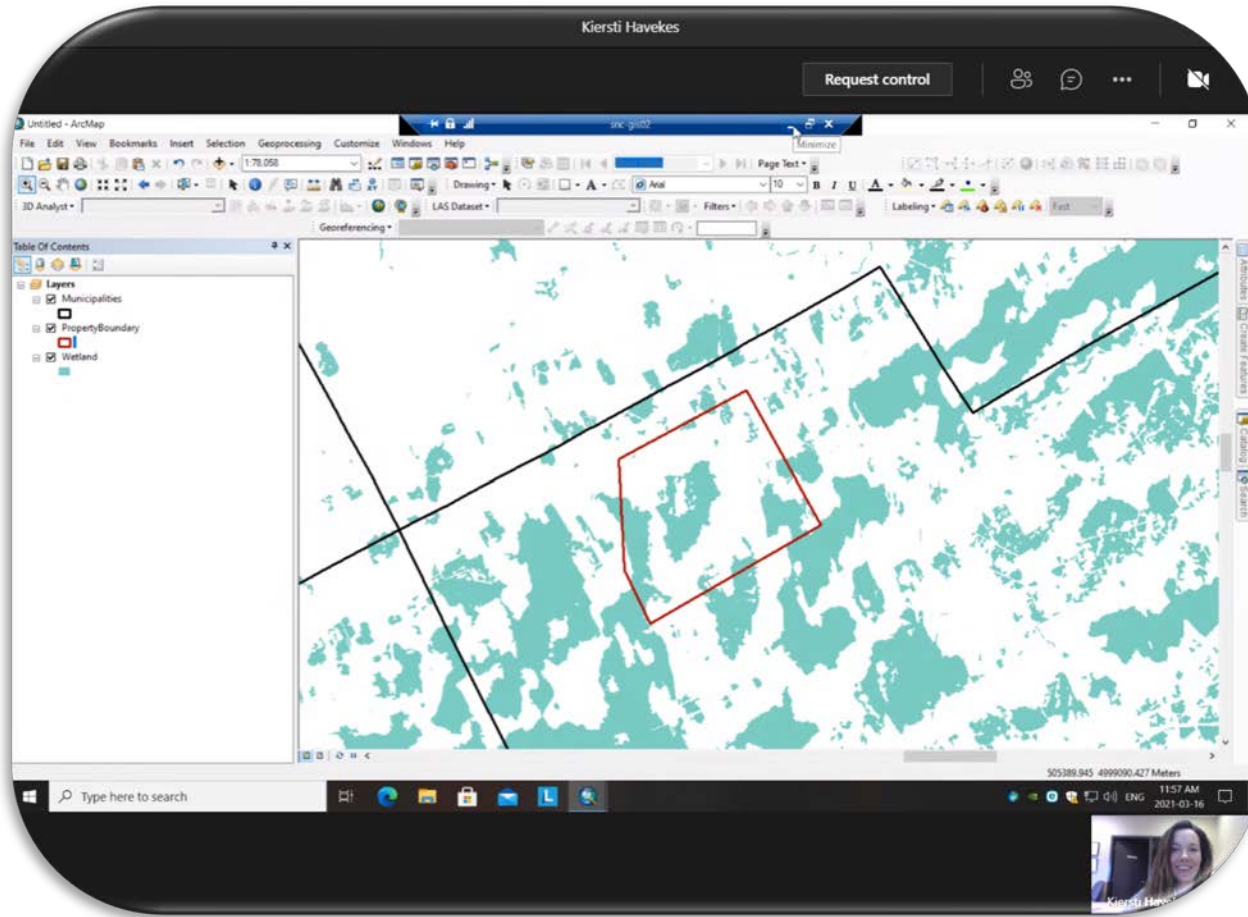 Kiersti Havekes
Request control
Untitled - ArcMap
snc-gis02
Minimize
File Edit View Bookmarks Insert Selection Geoprocessing Customize Windows Help
1:78.058
Page Text
Drawing A Arial 10 B I U A
3D Analyst LAS Dataset Filters Labeling Fast
Georeferencing
Table Of Contents
Layers
Municipalities
PropertyBoundary
Wetland
Attributes
Create Features
Catalog
Search
505389.945 4999090.427 Meters
Type here to search
L
ENG
11:57 AM
2021-03-16
Kiersti